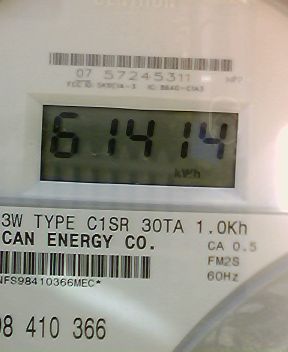 CENTRON
07 57245311
61414
kWh
3W TYPE C1SR 30TA 1.0Kh
CAN ENERGY CO.
CA 0.5
FM2S
60Hz
NFS98410366MEC*
98 410 366